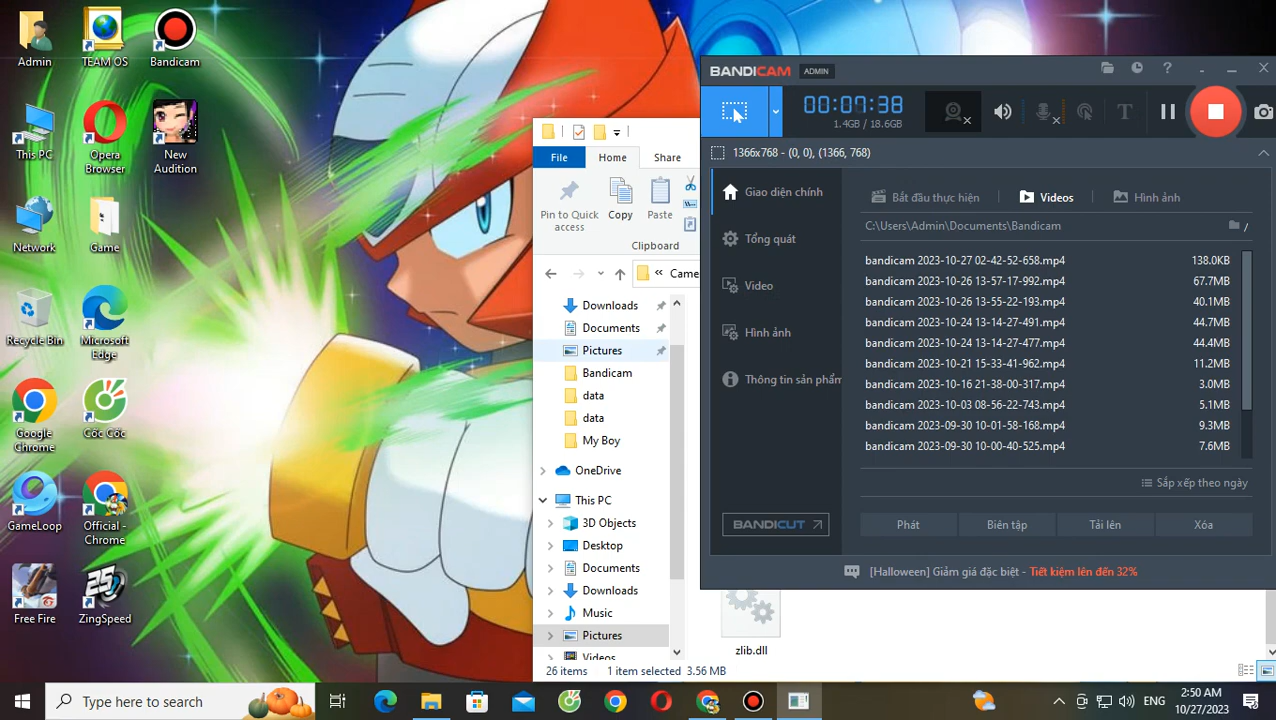 Admin
TEAM OS
Bandicam
This PC
Opera Browser
New Audition
Network
Game
Recycle Bin
Microsoft Edge
Google Chrome
Cốc Cốc
GameLoop
Official - Chrome
Free Fire
ZingSpeed
File
Home
Share
Pin to Quick access
Copy
Paste
Clipboard
« Came
Downloads
Documents
Pictures
Bandicam
data
data
My Boy
OneDrive
This PC
3D Objects
Desktop
Documents
Downloads
Music
Pictures
Videos
zlib.dll
26 items
1 item selected 3.56 MB
BANDICAM ADMIN
00:07:38
1.4GB / 18.6GB
1366x768 - (0, 0), (1366, 768)
Giao diện chính
Tổng quát
Video
Hình ảnh
Thông tin sản phẩm
BANDICUT
Bắt đầu thực hiện
Videos
Hình ảnh
C:\Users\Admin\Documents\Bandicam
bandicam 2023-10-27 02-42-52-658.mp4 138.0KB
bandicam 2023-10-26 13-57-17-992.mp4 67.7MB
bandicam 2023-10-26 13-52-22-193.mp4 40.1MB
bandicam 2023-10-24 13-14-27-491.mp4 44.7MB
bandicam 2023-10-24 13-14-27-477.mp4 44.4MB
bandicam 2023-10-21 15-33-41-962.mp4 11.2MB
bandicam 2023-10-16 21-38-00-317.mp4 3.0MB
bandicam 2023-10-03 08-56-22-743.mp4 5.1MB
bandicam 2023-09-30 10-01-58-168.mp4 9.3MB
bandicam 2023-09-30 10-00-40-525.mp4 7.6MB
Sắp xếp theo ngày
Phát
Biên tập
Tải lên
Xóa
[Halloween] Giảm giá đặc biệt - Tiết kiệm lên đến 32%
Type here to search
ENG
2:50 AM
10/27/2023